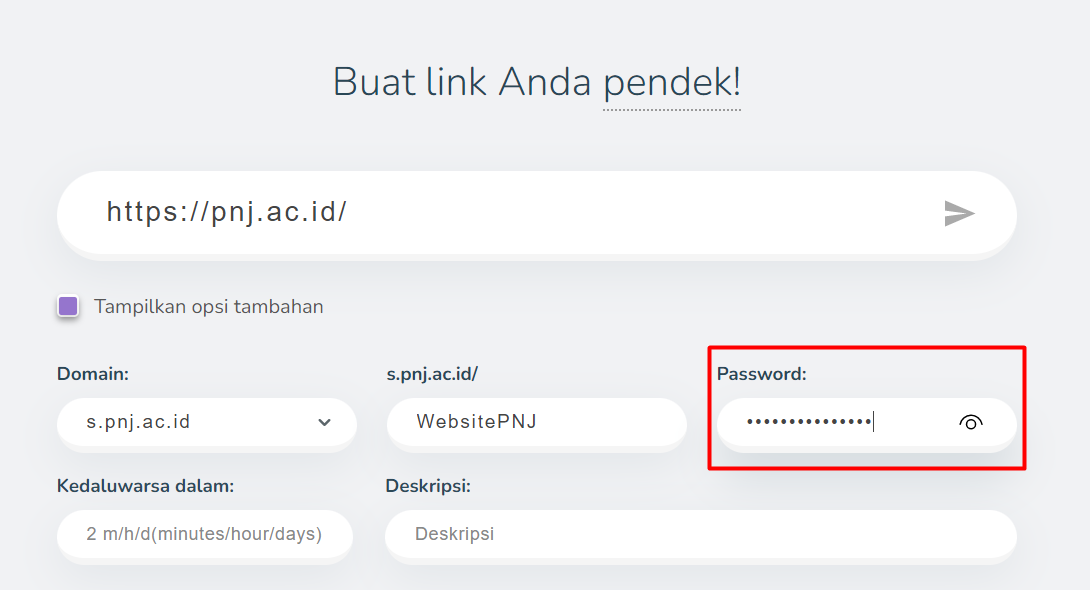 Buat link Anda pendek!
https://pnj.ac.id/
Tampilkan opsi tambahan
Domain: s.pnj.ac.id/ Password:
s.pnj.ac.id WebsitePNJ •••••••••••••••
Kedaluwarsa dalam: Deskripsi:
2 m/h/d(minutes/hour/days) Deskripsi